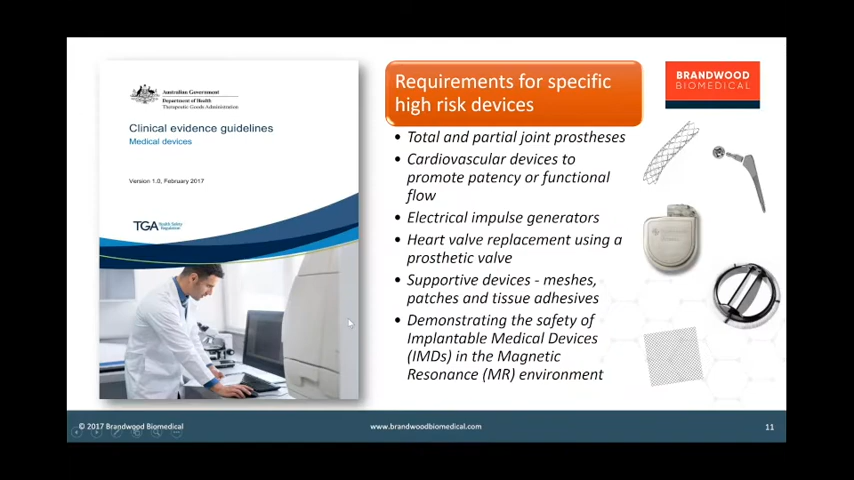 Australian Government
Department of Health
Therapeutic Goods Administration
Clinical evidence guidelines
Medical devices
Version 1.0, February 2017
TGA Health Safety
Regulation
Requirements for specific
high risk devices
• Total and partial joint prostheses
• Cardiovascular devices to
promote patency or functional
flow
• Electrical impulse generators
• Heart valve replacement using a
prosthetic valve
• Supportive devices - meshes,
patches and tissue adhesives
• Demonstrating the safety of
Implantable Medical Devices
(IMDs) in the Magnetic
Resonance (MR) environment
BRANDWOOD
BIOMEDICAL
© 2017 Brandwood Biomedical
www.brandwoodbiomedical.com
11